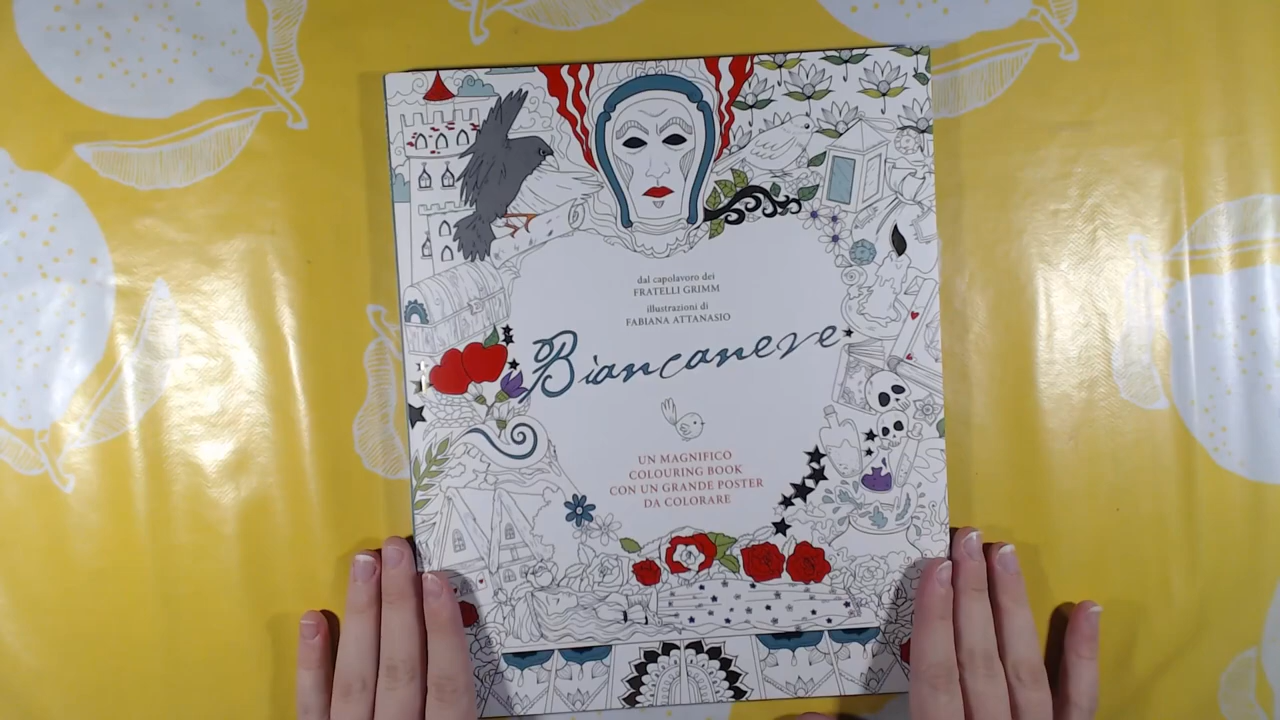 dal capolavoro dei
FRATELLI GRIMM
illustrazioni di
FABIANA ATTANASIO
Biancaneve
UN MAGNIFICO
COLOURING BOOK
CON UN GRANDE POSTER
DA COLORARE